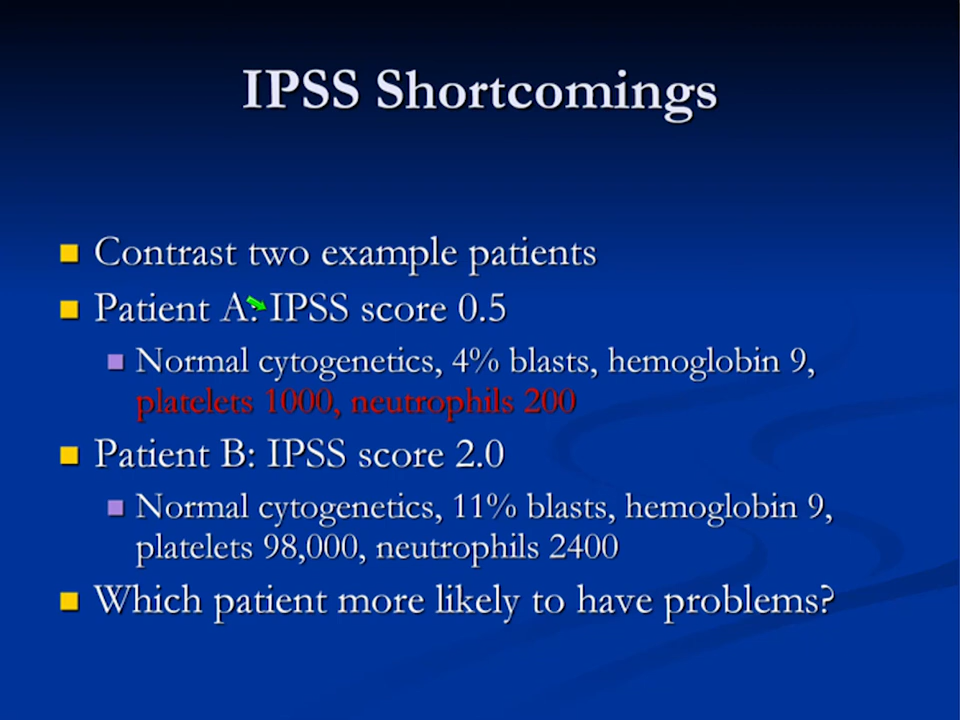 IPSS Shortcomings
Contrast two example patients
Patient A: IPSS score 0.5
Normal cytogenetics, 4% blasts, hemoglobin 9,
platelets 1000, neutrophils 200
Patient B: IPSS score 2.0
Normal cytogenetics, 11% blasts, hemoglobin 9,
platelets 98,000, neutrophils 2400
Which patient more likely to have problems?